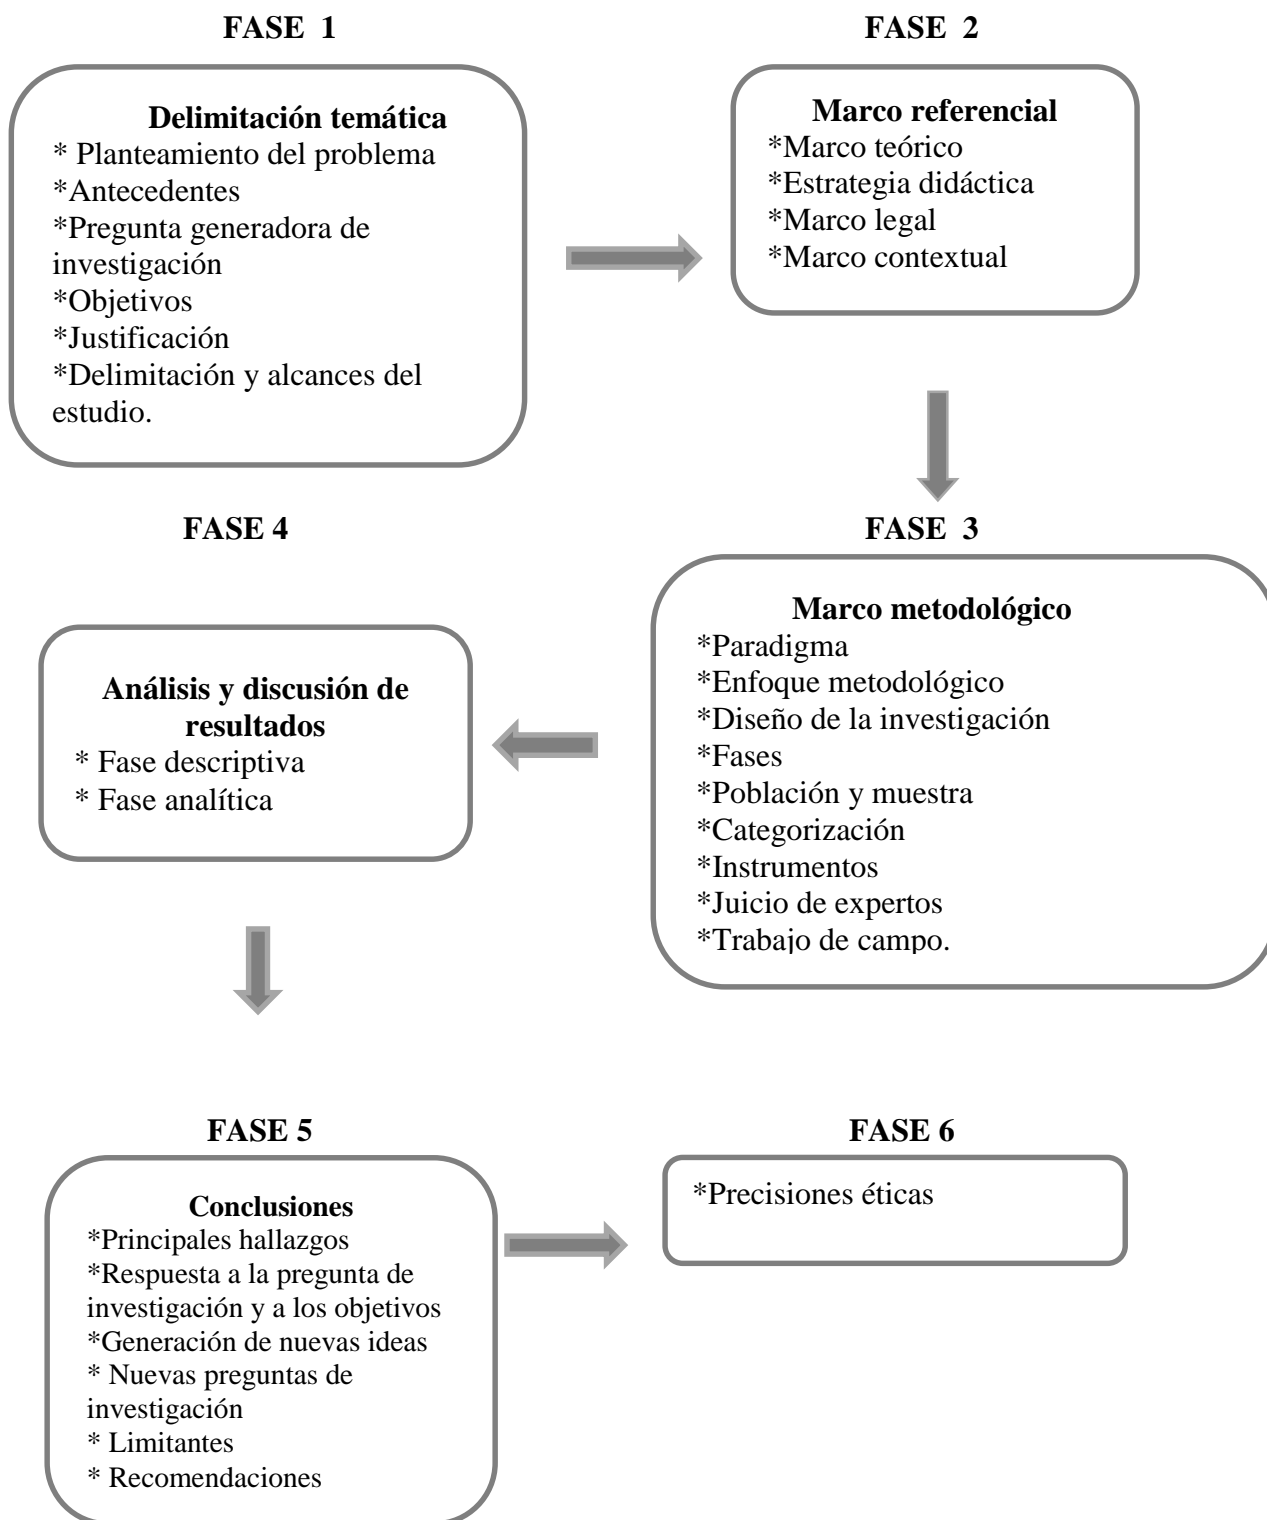 FASE 1
Delimitación temática
* Planteamiento del problema
*Antecedentes
*Pregunta generadora de
investigación
*Objetivos
*Justificación
*Delimitación y alcances del
estudio.
FASE 2
Marco referencial
*Marco teórico
*Estrategia didáctica
*Marco legal
*Marco contextual
FASE 3
Marco metodológico
*Paradigma
*Enfoque metodológico
*Diseño de la investigación
*Fases
*Población y muestra
*Categorización
*Instrumentos
*Juicio de expertos
*Trabajo de campo.
FASE 4
Análisis y discusión de
resultados
* Fase descriptiva
* Fase analítica
FASE 5
Conclusiones
*Principales hallazgos
*Respuesta a la pregunta de
investigación y a los objetivos
*Generación de nuevas ideas
* Nuevas preguntas de
investigación
* Limitantes
* Recomendaciones
FASE 6
*Precisiones éticas